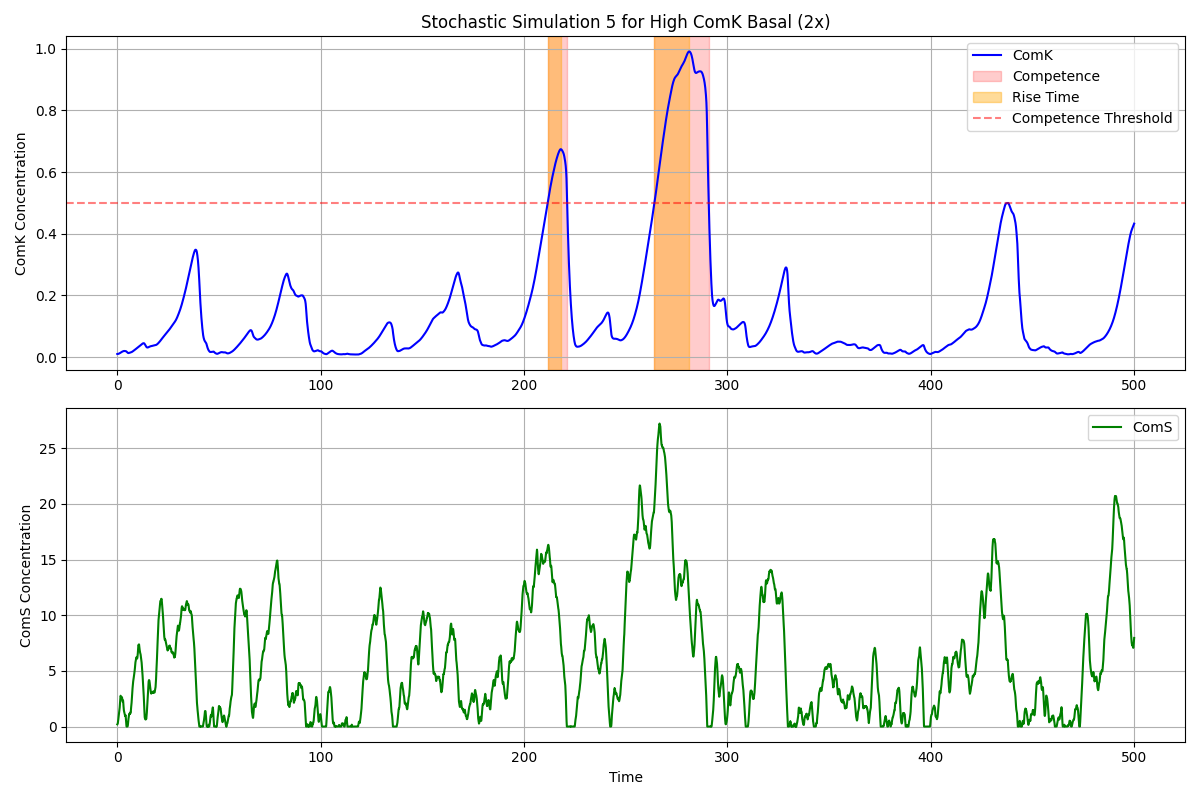 Stochastic Simulation 5 for High ComK Basal (2x)
ComK Concentration
1.0
0.8
0.6
0.4
0.2
0.0
ComK
Competence
Rise Time
Competence Threshold
0 100 200 300 400 500
ComS Concentration
25
20
15
10
5
0
ComS
0 100 200 300 400 500
Time